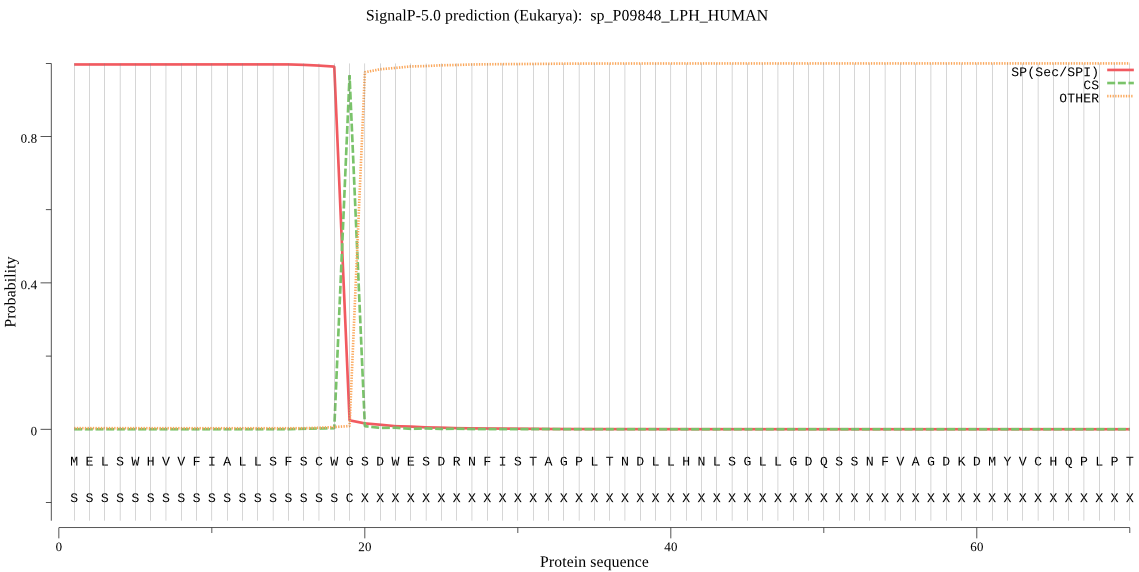 SignalP-5.0 prediction (Eukarya): sp_P09848_LPH_HUMAN
SP(Sec/SPI)
CS
OTHER
0.8
0.4
0
Probability
M E L S W H V V F I A L L S F S C W G S D W E S D R N F I S T A G P L T N D L L H N L S G L L G D Q S S N F V A G D K D M Y V C H Q P L P T
S S S S S S S S S S S S S S S S S S C X X X X X X X X X X X X X X X X X X X X X X X X X X X X X X X X X X X X X X X X X X X X X X X X X X X
0 20 40 60
Protein sequence